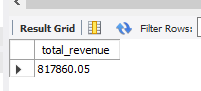 Result Grid Filter Rows:
total_revenue
817860.05